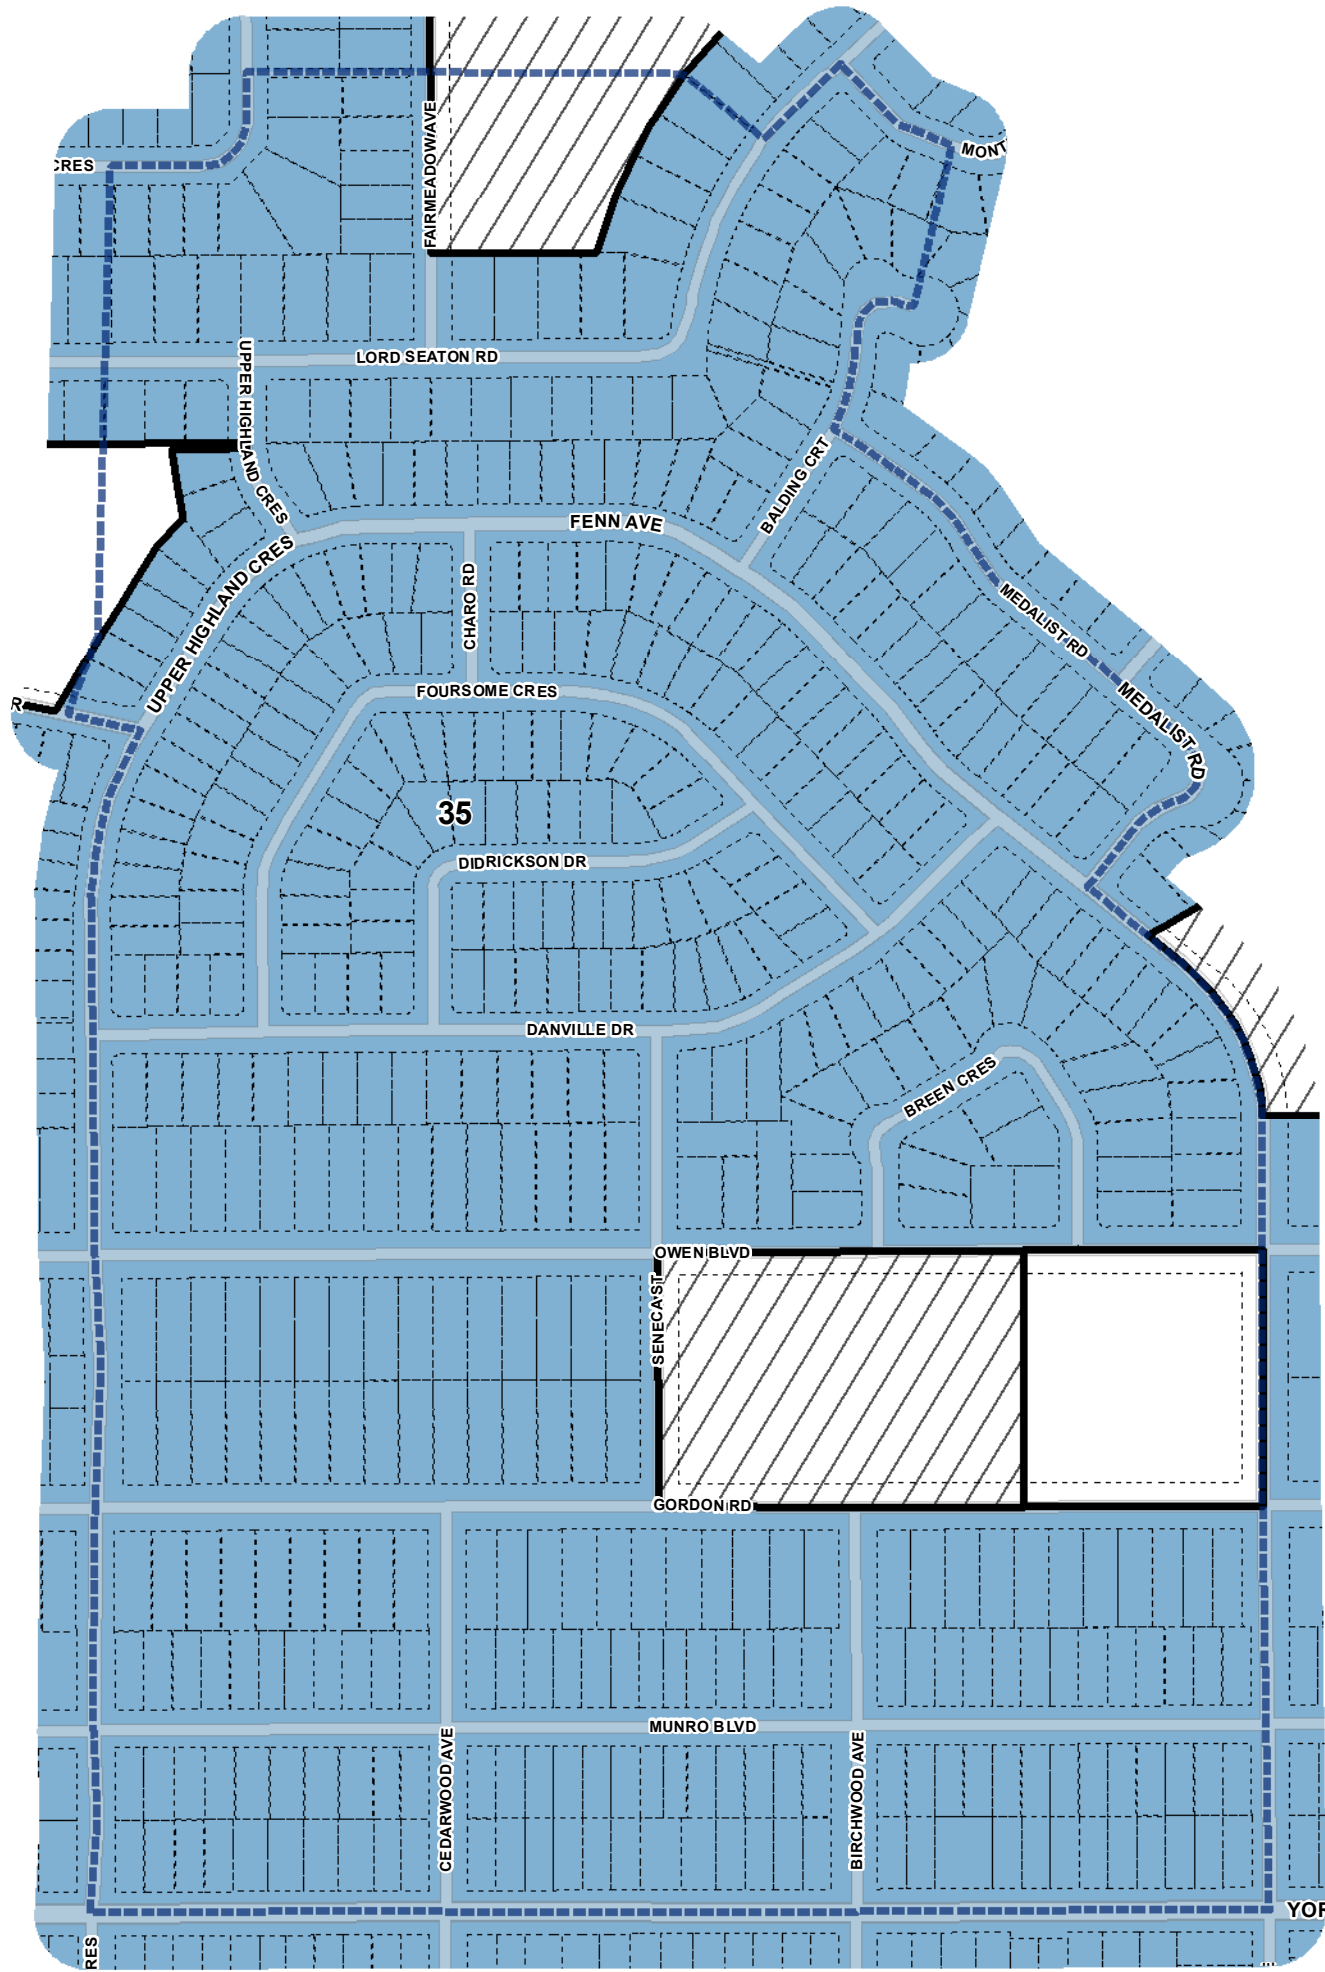 MONT
CRES
FAIRMEADOW AVE
LORD SEATON RD
UPPER HIGHLAND CRES
BALDING CRT
FENN AVE
UPPER HIGHLAND CRES
CHARO RD
MEDALIST RD
FOURSOME CRES
MEDALIST RD
R
35
DIDRICKSON DR
DANVILLE DR
BREEN CRES
OWEN BLVD
SENECA ST
GORDON RD
MUNRO BLVD
CEDARWOOD AVE
BIRCHWOOD AVE
YOR
RES